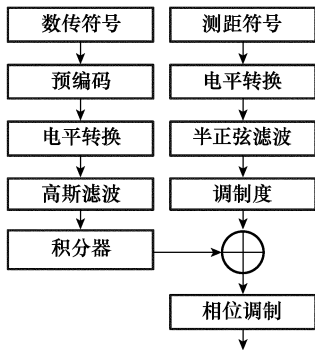 数传符号
测距符号
预编码
电平转换
电平转换
半正弦滤波
高斯滤波
调制度
积分器
相位调制